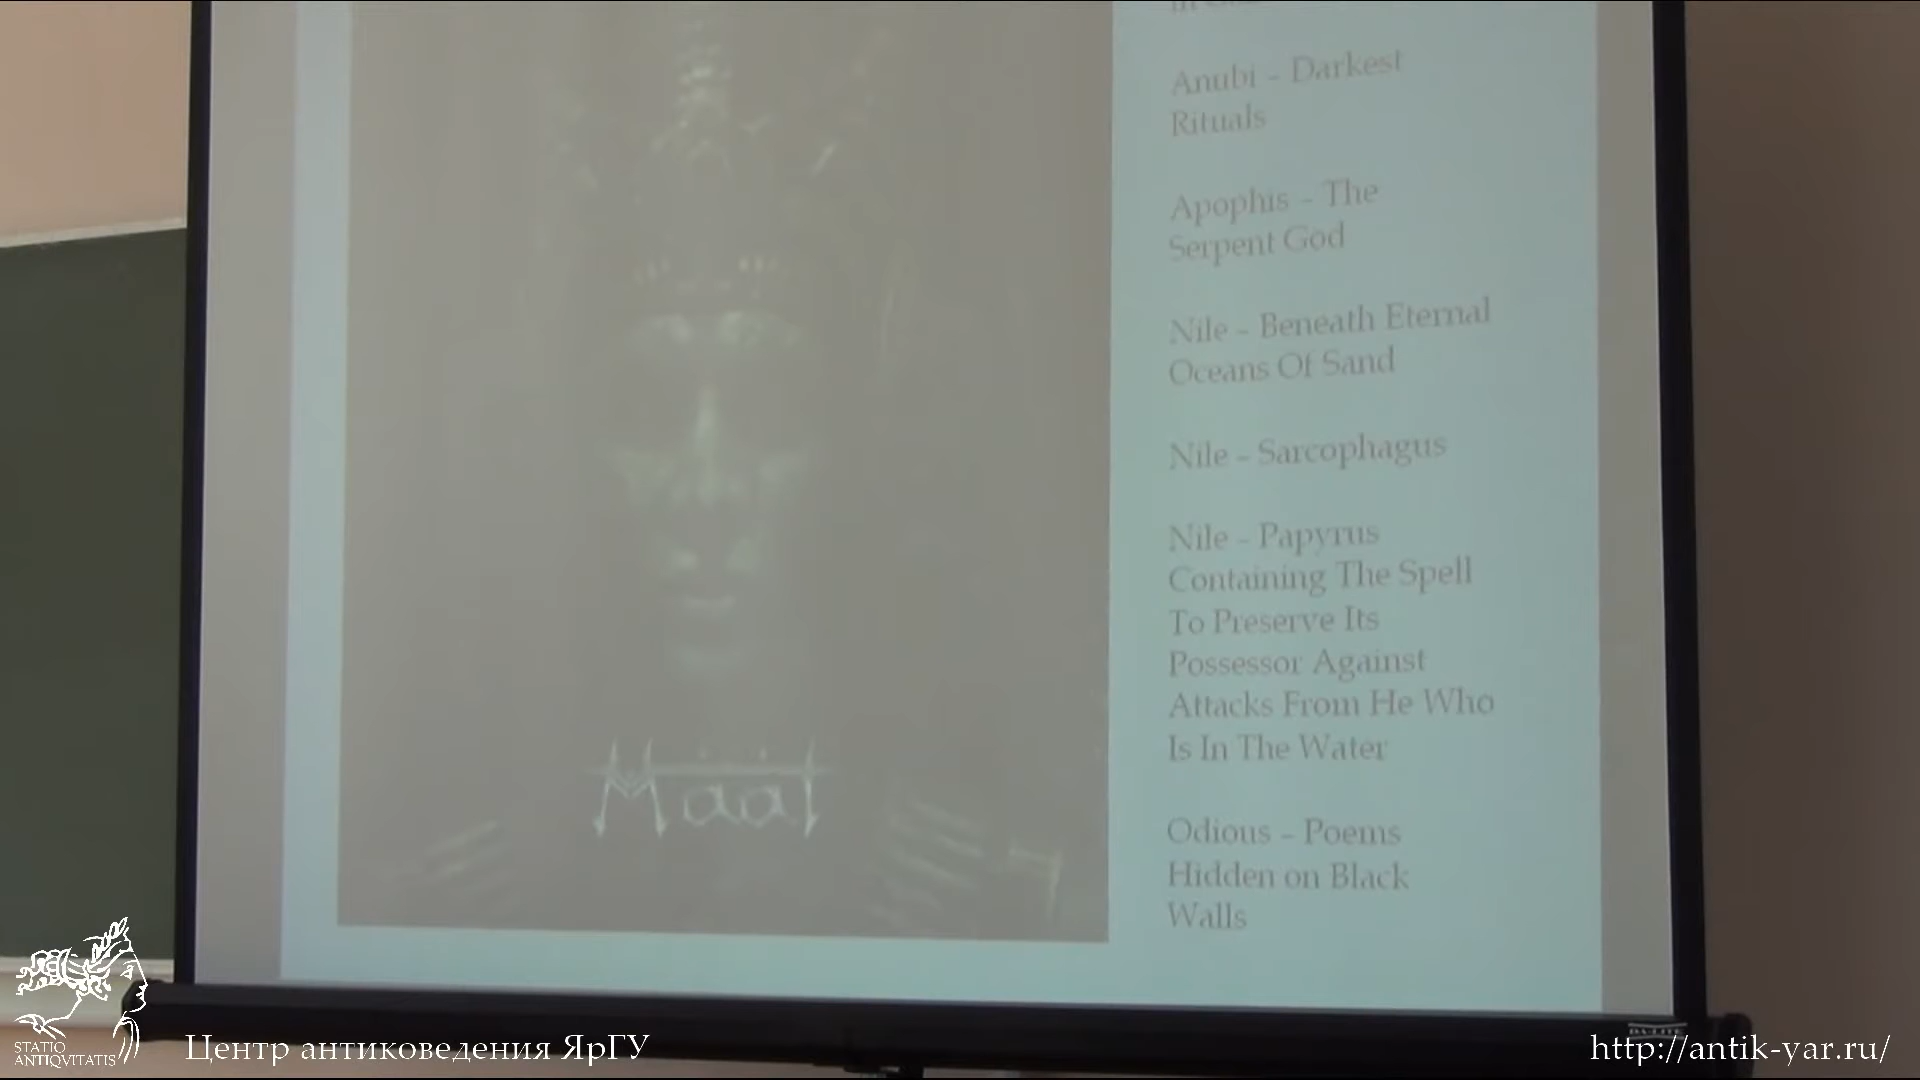 Anubi – Darkest
Rituals
Apophis – The
Serpent God
Nile – Beneath Eternal
Oceans Of Sand
Nile – Sarcophagus
Nile – Papyrus
Containing The Spell
To Preserve Its
Possessor Against
Attacks From He Who
Is In The Water
Odious – Poems
Hidden on Black
Walls
Maat
DA-LITE
STATIO
ANTIQVITATIS
Центр антиковедения ЯрГУ
http://antik-yar.ru/